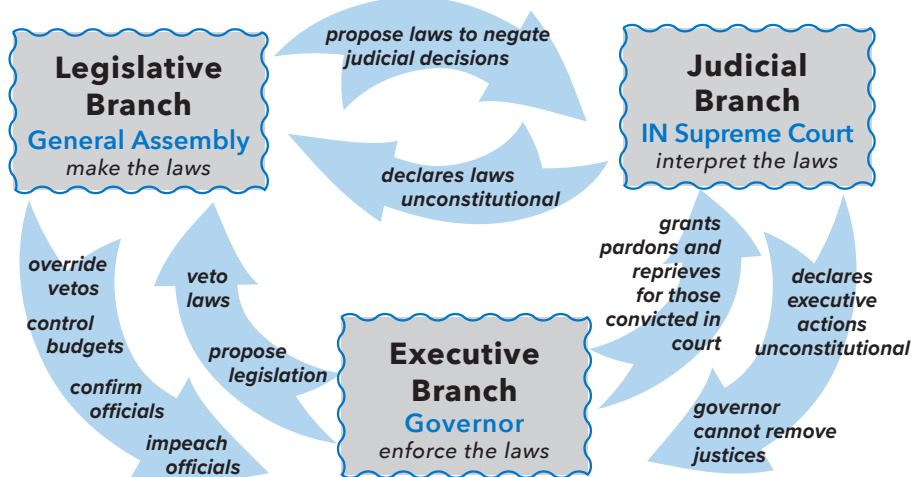 propose laws to negate
judicial decisions
Legislative
Branch
General Assembly
make the laws
Judicial
Branch
IN Supreme Court
interpret the laws
declares laws
unconstitutional
override
vetos
control
budgets
confirm
officials
impeach
officials
veto
laws
propose
legislation
Executive
Branch
Governor
enforce the laws
grants
pardons and
reprieves
for those
convicted in
court
declares
executive
actions
unconstitutional
governor
cannot remove
justices